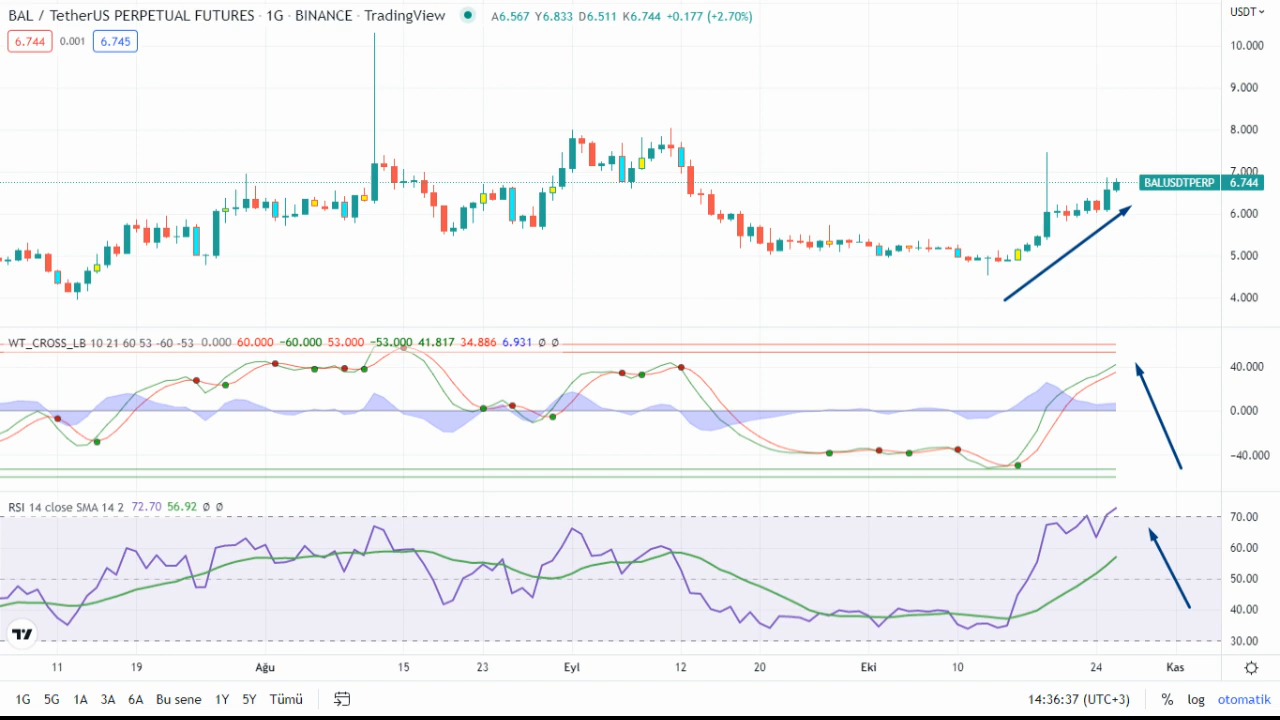 BAL / TetherUS PERPETUAL FUTURES · 1G · BINANCE · TradingView A6.567 Y6.833 D6.511 K6.744 +0.177 (+2.70%) USDT
6.744 0.001 6.745
10.000
9.000
8.000
7.000
BALUSDTPERP 6.744
6.000
5.000
4.000
WT_CROSS_LB 10 21 60 53 -60 -53 0.000 60.000 −60.000 53.000 −53.000 41.817 34.886 6.931 Ø Ø
40.000
0.000
−40.000
RSI 14 close SMA 14 2 72.70 56.92 Ø Ø
70.00
60.00
50.00
40.00
30.00
11 19 Ağu 15 23 Eyl 12 20 Eki 10 24 Kas
1G 5G 1A 3A 6A Bu sene 1Y 5Y Tümü 14:36:37 (UTC+3) % log otomatik